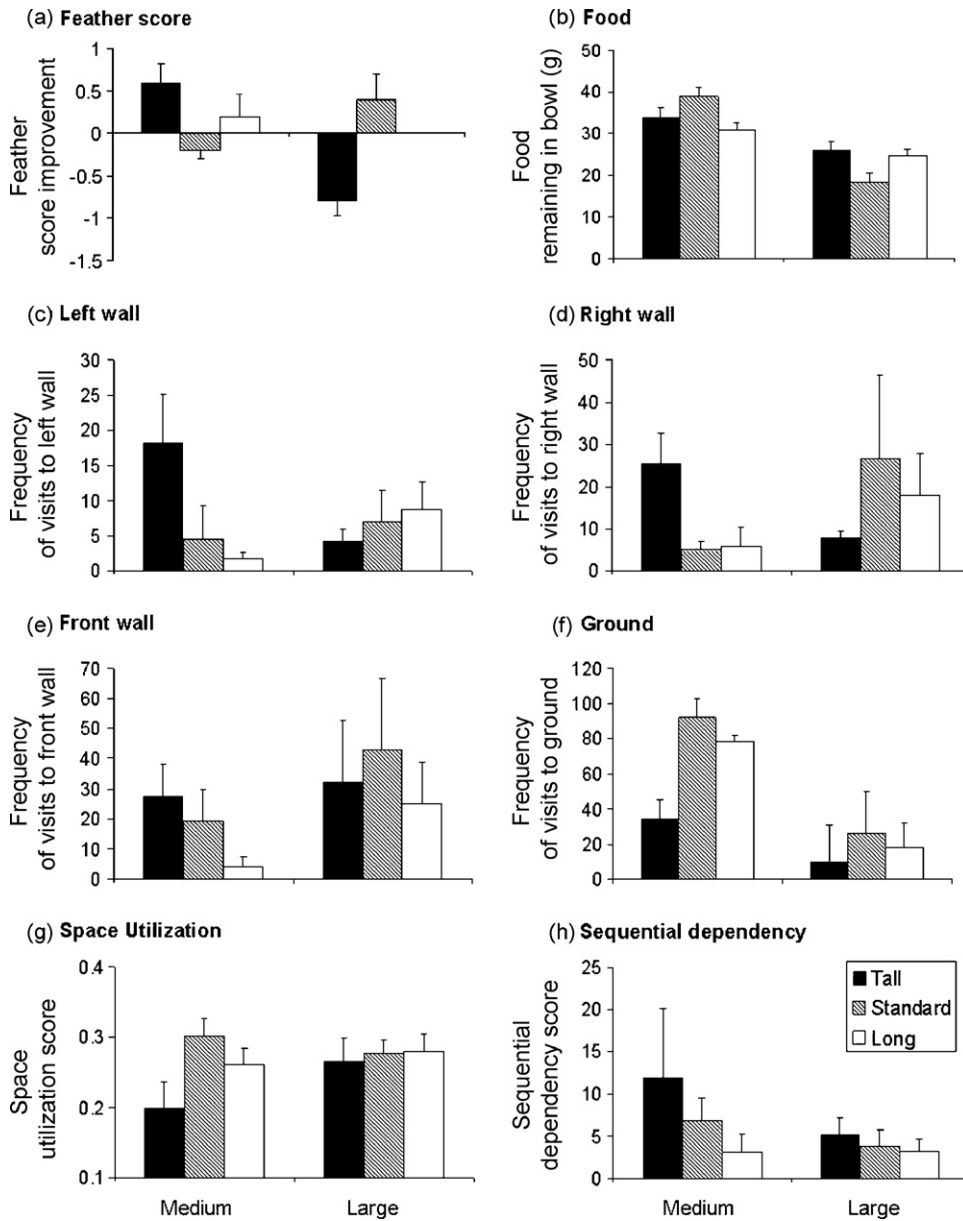 (a) Feather score
Feather
score improvement
1
0.5
0
-0.5
-1
-1.5
(b) Food
Food
remaining in bowl (g)
50
40
30
20
10
0
(c) Left wall
Frequency
of visits to left wall
30
25
20
15
10
5
0
(d) Right wall
Frequency
of visits to right wall
50
40
30
20
10
0
(e) Front wall
Frequency
of visits to front wall
70
60
50
40
30
20
10
0
(f) Ground
Frequency
of visits to ground
120
100
80
60
40
20
0
(g) Space Utilization
Space
utilization score
0.4
0.3
0.2
0.1
Medium Large
(h) Sequential dependency
Sequential
dependency score
25
20
15
10
5
0
Tall
Standard
Long
Medium Large